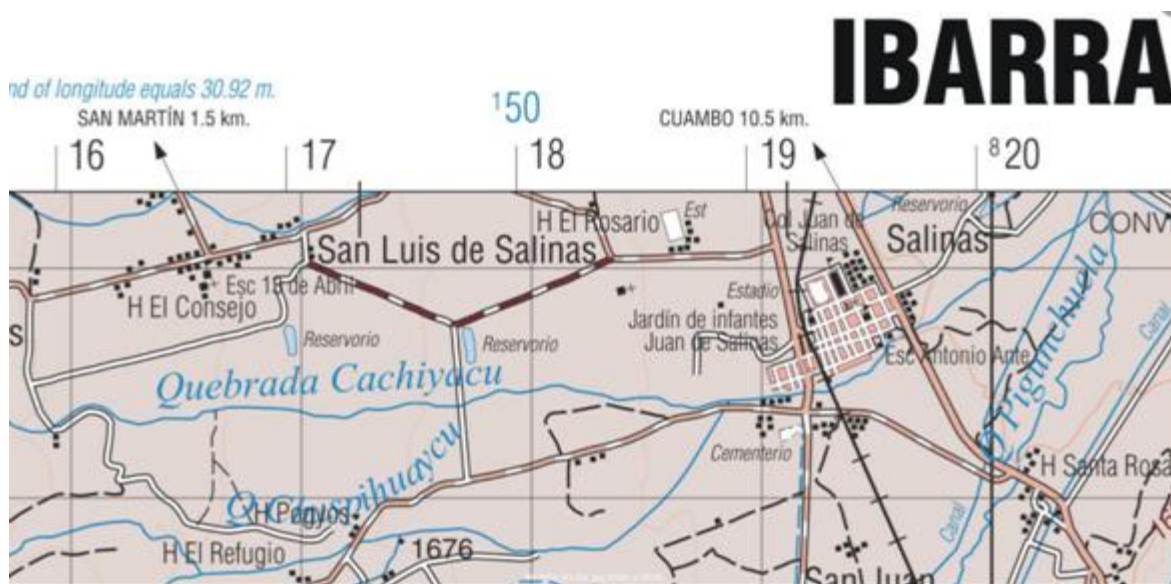 IBARRA
nd of longitude equals 30.92 m.
SAN MARTÍN 1.5 km.
¹50
CUAMBO 10.5 km.
16
17
18
19
⁸20
H El Rosario
Est
Col Juan de
Salinas
Reservorio
CONV
San Luis de Salinas
Salinas
Esc 18 de Abril
H El Consejo
Estadio
Jardín de infantes
Juan de Salinas
s
Reservorio
Reservorio
Esc Antonio Ante
Canal
Quebrada Cachiyacu
Q Pigunchuela
Q Cuspihuaycu
Cementerio
H Santa Rosa
H Pogyos
Canal
H El Refugio
1676
San Juan